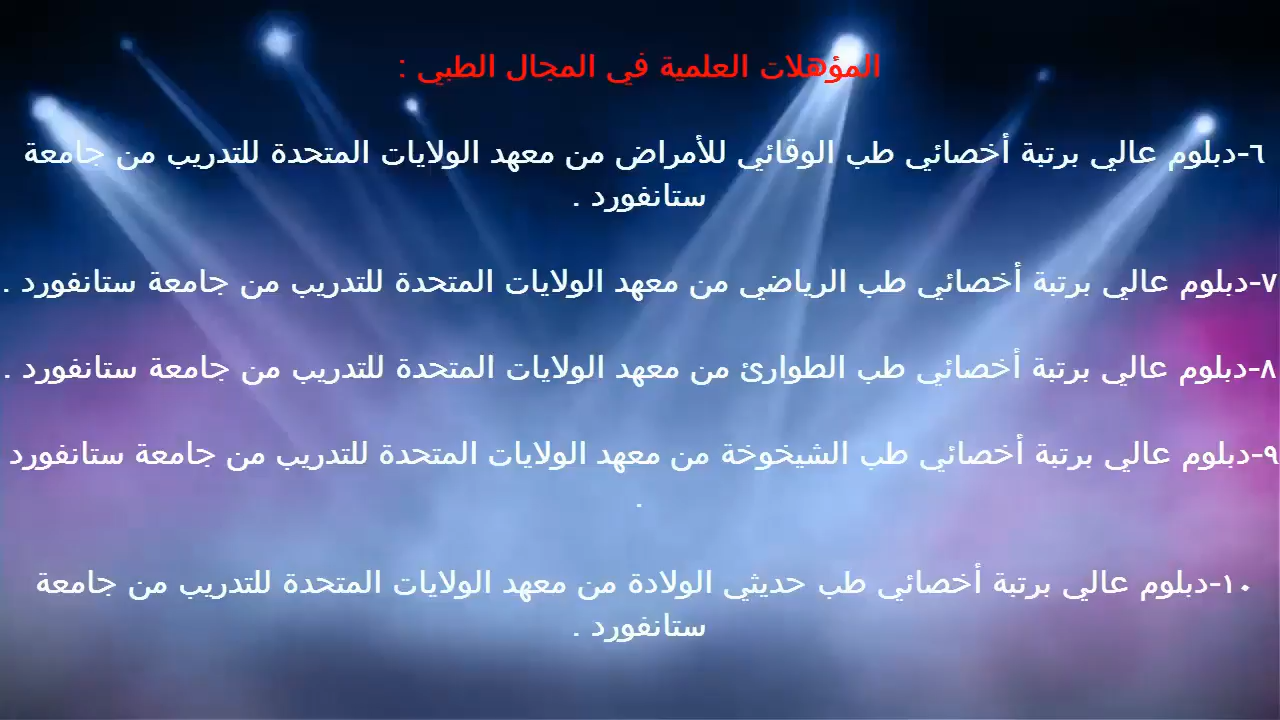 المؤهلات العلمية في المجال الطبي :
٦-دبلوم عالي برتبة أخصائي طب الوقائي للأمراض من معهد الولايات المتحدة للتدريب من جامعة
ستانفورد .
٧-دبلوم عالي برتبة أخصائي طب الرياضي من معهد الولايات المتحدة للتدريب من جامعة ستانفورد .
٨-دبلوم عالي برتبة أخصائي طب الطوارئ من معهد الولايات المتحدة للتدريب من جامعة ستانفورد .
٩-دبلوم عالي برتبة أخصائي طب الشيخوخة من معهد الولايات المتحدة للتدريب من جامعة ستانفورد
.
١٠-دبلوم عالي برتبة أخصائي طب حديثي الولادة من معهد الولايات المتحدة للتدريب من جامعة
ستانفورد .